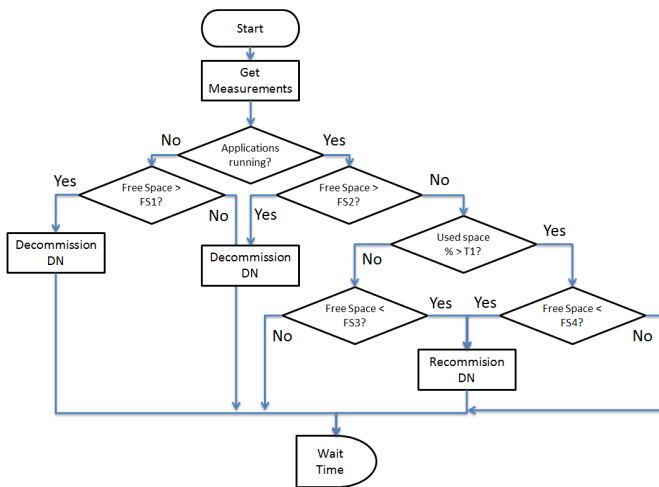 Start
Get
Measurements
No
Applications
running?
Yes
Yes
Free Space >
FS1?
No
Free Space >
FS2?
No
Yes
Decommission
DN
Decommission
DN
Used space
% > T1?
Yes
No
Free Space <
FS3?
Yes
Yes
Free Space <
FS4?
No
No
Recommision
DN
Wait
Time